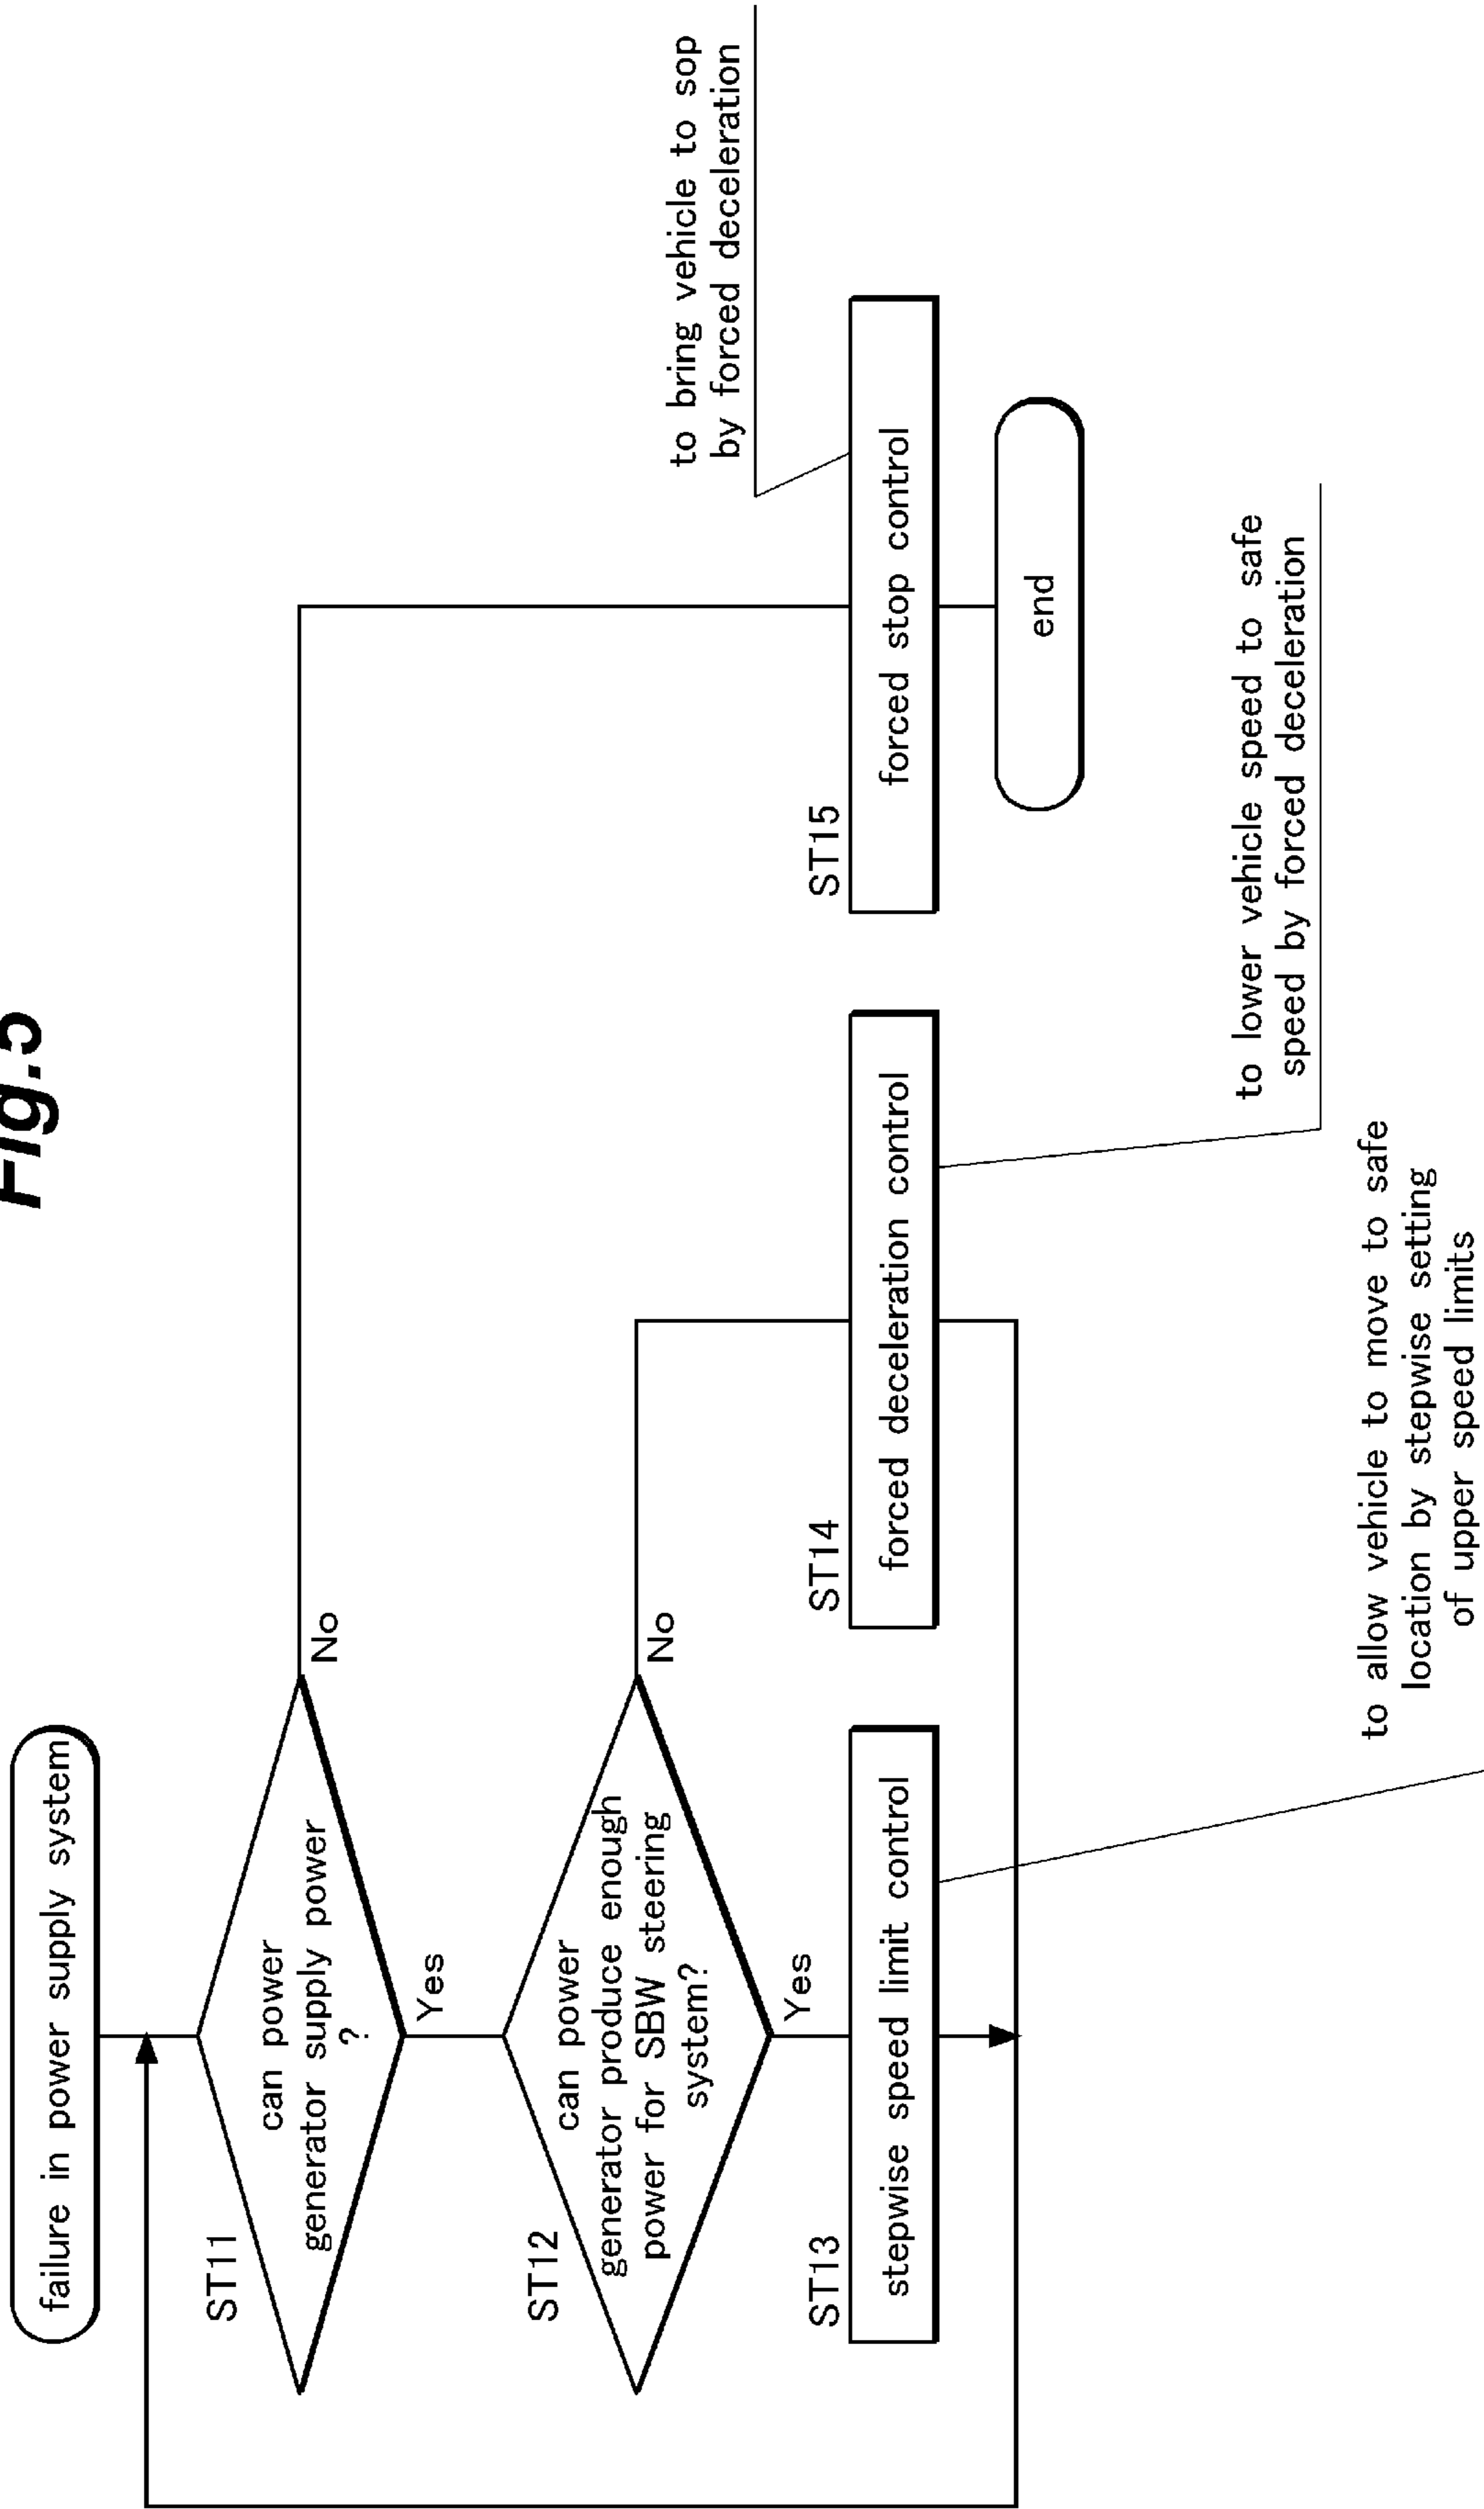 Fig.5
failure in power supply system
ST11
can power
generator supply power
?
No
Yes
ST12
can power
generator produce enough
power for SBW steering
system?
No
Yes
ST13
stepwise speed limit control
ST14
forced deceleration control
ST15
forced stop control
to bring vehicle to sop
by forced deceleration
end
to lower vehicle speed to safe
speed by forced deceleration
to allow vehicle to move to safe
location by stepwise setting
of upper speed limits